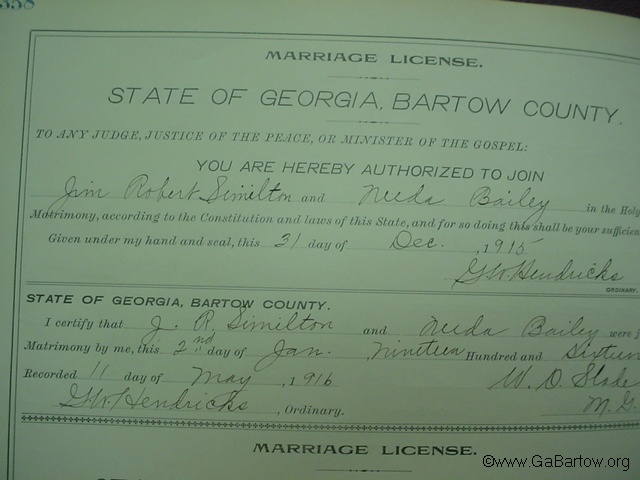 358
MARRIAGE LICENSE.
STATE OF GEORGIA, BARTOW COUNTY.
TO ANY JUDGE, JUSTICE OF THE PEACE, OR MINISTER OF THE GOSPEL:
YOU ARE HEREBY AUTHORIZED TO JOIN
Jim Robert Similton and Neida Bailey in the Holy
Matrimony, according to the Constitution and laws of this State, and for so doing this shall be your sufficien
Given under my hand and seal, this 31 day of Dec. , 1915
G W Hendricks
ORDINARY.
STATE OF GEORGIA, BARTOW COUNTY.
I certify that J. R. Similton and Neida Bailey were j
Matrimony by me, this 2nd day of Jan. Nineteen Hundred and Sixteen
Recorded 11 day of May , 1916 W. O. Slade
G W Hendricks , Ordinary. M. G.
MARRIAGE LICENSE.
©www.GaBartow.org